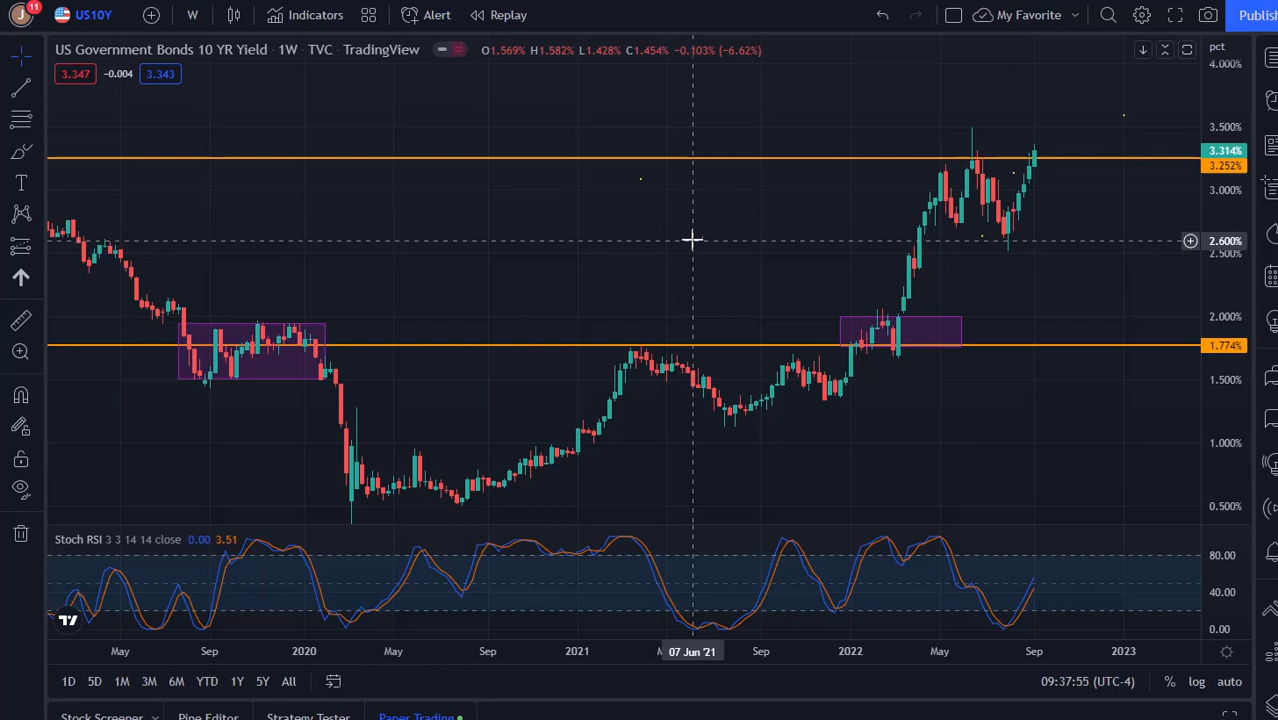 J 11 US10Y W Indicators Alert Replay My Favorite Publis
US Government Bonds 10 YR Yield · 1W · TVC · TradingView O1.569% H1.582% L1.428% C1.454% −0.103% (−6.62%) pct
3.347 −0.004 3.343
4.000%
3.500%
3.314%
3.252%
3.000%
2.600%
2.500%
2.000%
1.774%
1.500%
1.000%
0.500%
Stoch RSI 3 3 14 14 close 0.00 3.51
80.00
40.00
0.00
May Sep 2020 May Sep 2021 M 07 Jun '21 Sep 2022 May Sep 2023
1D 5D 1M 3M 6M YTD 1Y 5Y All 09:37:55 (UTC-4) % log auto
Stock Screener Pine Editor Strategy Tester Paper Trading